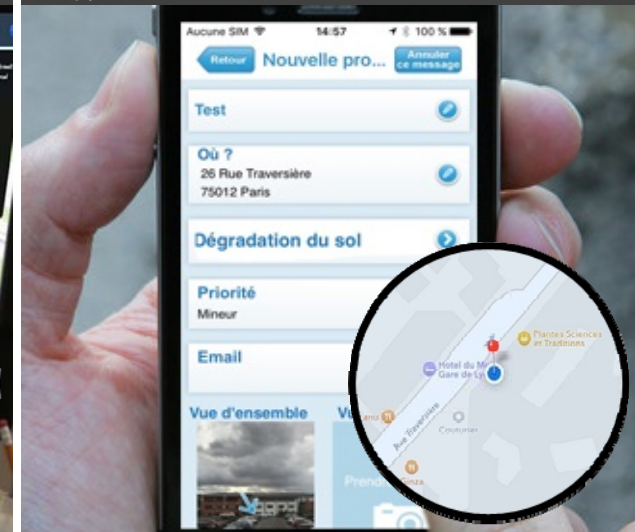 Aucune SIM 14:57 100 %
Retour Nouvelle pro... Annuler ce message
Test
Où ?
26 Rue Traversière
75012 Paris
Dégradation du sol
Priorité
Mineur
Email
Vue d'ensemble
Plantes Sciences
et Traditions
Hotel du
Gare de
Rue Traversière
Couturier
Ginza